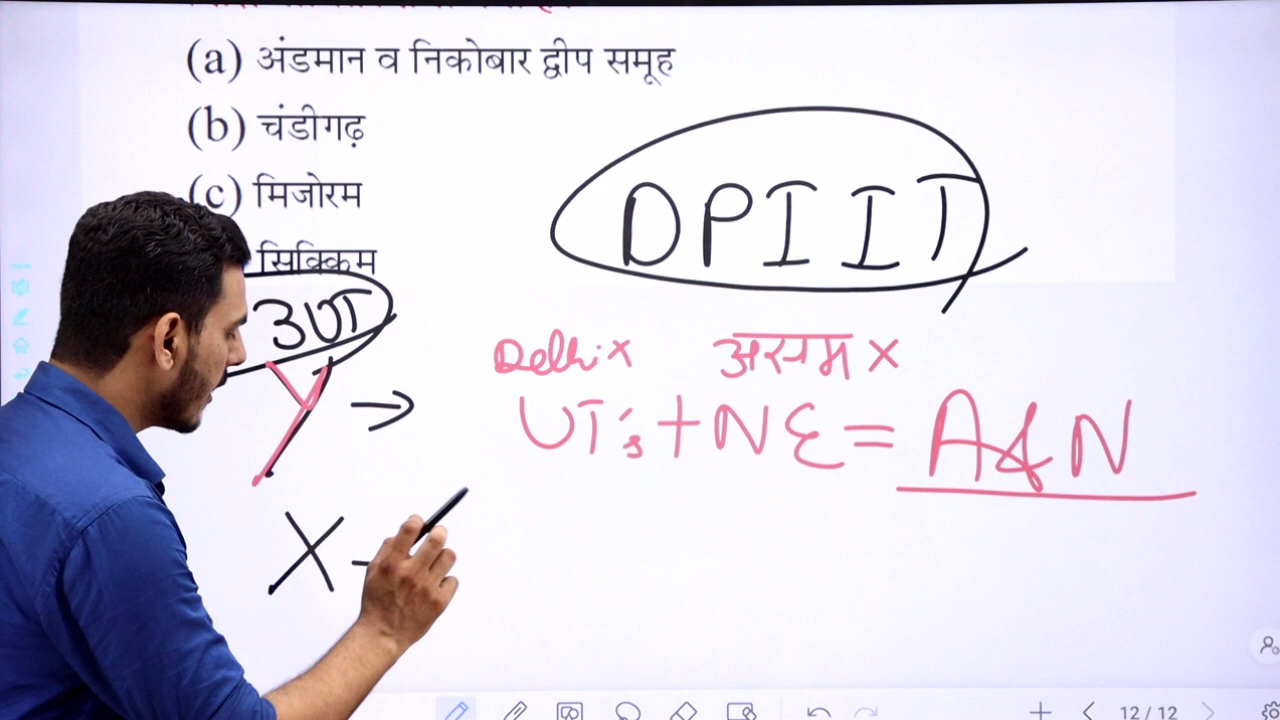 (a) अंडमान व निकोबार द्वीप समूह
(b) चंडीगढ़
(c) मिजोरम
सिक्किम
DPIIT
3UT
Delhi x असम x
Y → UT's + NE = A&N
X -
12/12